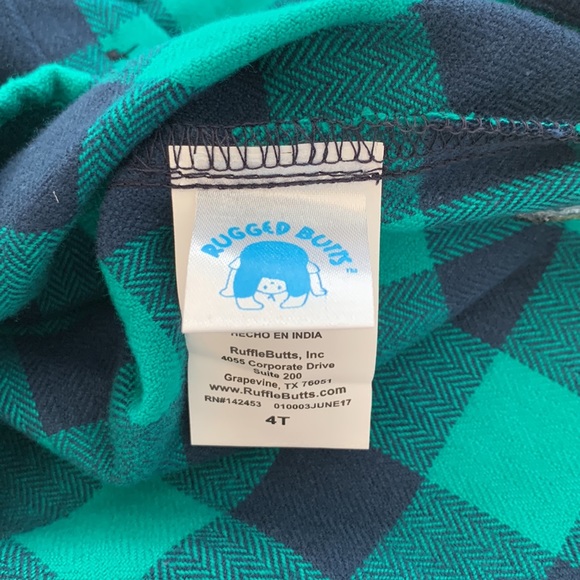 RUGGED BUTTS™
HECHO EN INDIA
RuffleButts, Inc
4055 Corporate Drive
Suite 200
Grapevine, TX 76051
www.RuffleButts.com
RN#142453 010003JUNE17
4T